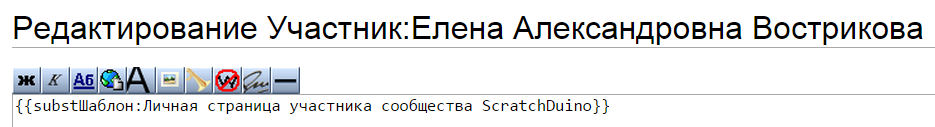 Редактирование Участник:Елена Александровна Вострикова
Ж К Аб A W
{{substШаблон:Личная страница участника сообщества ScratchDuino}}